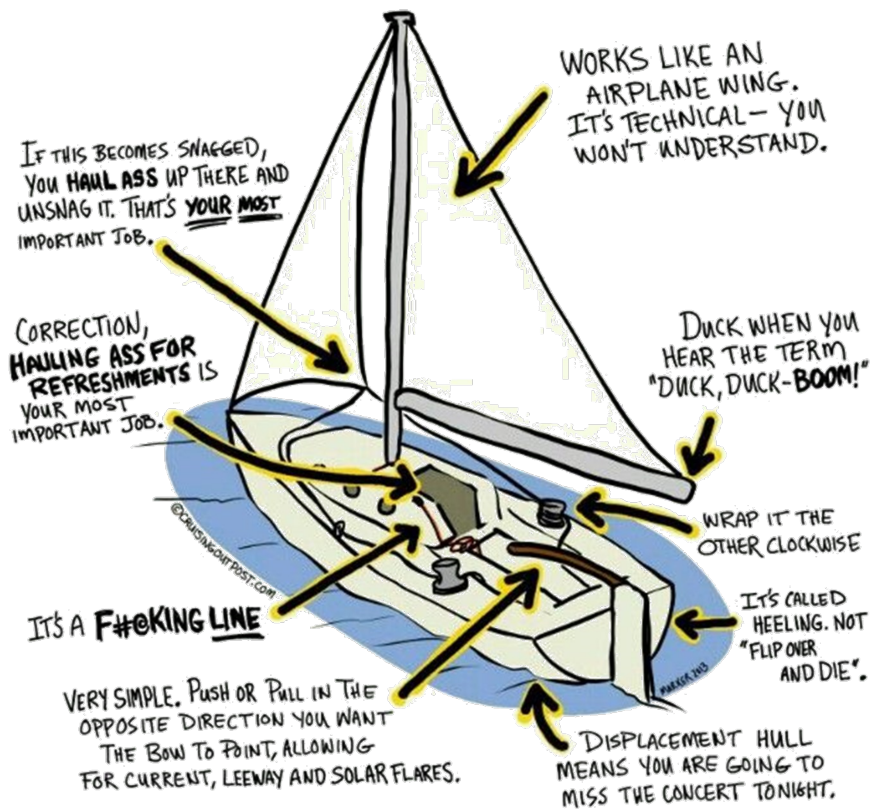 WORKS LIKE AN
AIRPLANE WING.
IT'S TECHNICAL— YOU
WON'T UNDERSTAND.
IF THIS BECOMES SNAGGED,
YOU HAUL ASS UP THERE AND
UNSNAG IT. THAT'S YOUR MOST
IMPORTANT JOB.
CORRECTION,
HAULING ASS FOR
REFRESHMENTS IS
YOUR MOST
IMPORTANT JOB.
DUCK WHEN YOU
HEAR THE TERM
"DUCK, DUCK-BOOM!"
WRAP IT THE
OTHER CLOCKWISE
©CRUISINGOUTPOST.COM
IT'S A F#@KING LINE
IT'S CALLED
HEELING. NOT
"FLIP OVER
AND DIE".
MARKER 2013
VERY SIMPLE. PUSH OR PULL IN THE
OPPOSITE DIRECTION YOU WANT
THE BOW TO POINT, ALLOWING
FOR CURRENT, LEEWAY AND SOLAR FLARES.
DISPLACEMENT HULL
MEANS YOU ARE GOING TO
MISS THE CONCERT TONIGHT.